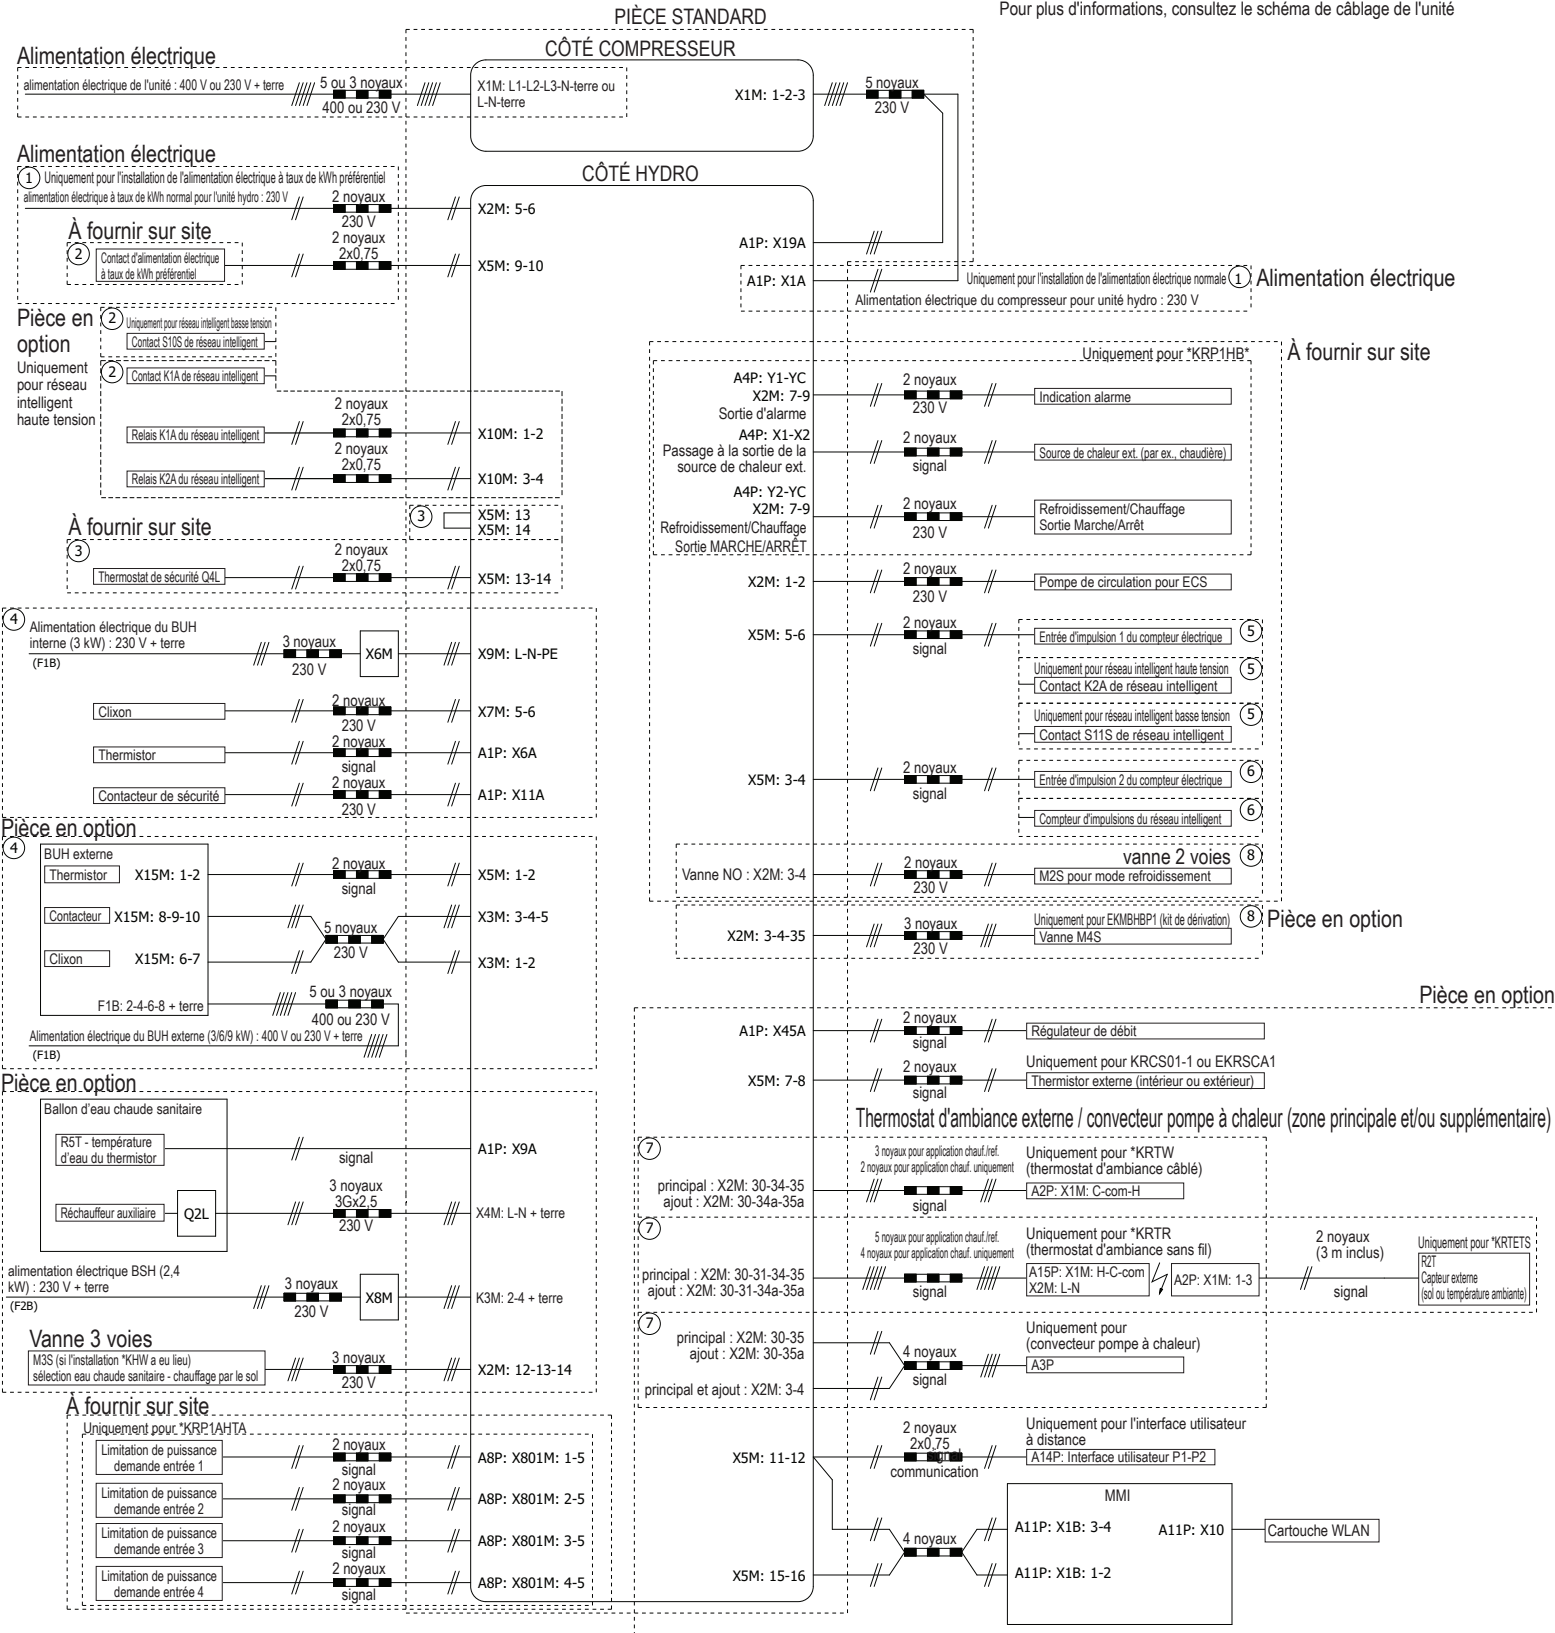 Pour plus d'informations, consultez le schéma de câblage de l'unité
PIÈCE STANDARD
CÔTÉ COMPRESSEUR
Alimentation électrique
alimentation électrique de l'unité : 400 V ou 230 V + terre
5 ou 3 noyaux
400 ou 230 V
X1M: L1-L2-L3-N-terre ou
L-N-terre
X1M: 1-2-3
5 noyaux
230 V
Alimentation électrique
1 Uniquement pour l'installation de l'alimentation électrique à taux de kWh préférentiel
alimentation électrique à taux de kWh normal pour l'unité hydro : 230 V
2 noyaux
230 V
CÔTÉ HYDRO
X2M: 5-6
À fournir sur site
2
Contact d'alimentation électrique
à taux de kWh préférentiel
2 noyaux
2x0,75
X5M: 9-10
A1P: X19A
A1P: X1A
Uniquement pour l'installation de l'alimentation électrique normale 1
Alimentation électrique du compresseur pour unité hydro : 230 V
Alimentation électrique
Pièce en
option
Uniquement
pour réseau
intelligent
haute tension
2 Uniquement pour réseau intelligent basse tension
Contact S10S de réseau intelligent
2 Contact K1A de réseau intelligent
Relais K1A du réseau intelligent
2 noyaux
2x0,75
X10M: 1-2
Relais K2A du réseau intelligent
2 noyaux
2x0,75
X10M: 3-4
3
X5M: 13
X5M: 14
À fournir sur site
3
Thermostat de sécurité Q4L
2 noyaux
2x0,75
X5M: 13-14
À fournir sur site
Uniquement pour *KRP1HB*
A4P: Y1-YC
X2M: 7-9
Sortie d'alarme
2 noyaux
230 V
Indication alarme
A4P: X1-X2
Passage à la sortie de la
source de chaleur ext.
2 noyaux
signal
Source de chaleur ext. (par ex., chaudière)
A4P: Y2-YC
X2M: 7-9
Refroidissement/Chauffage
Sortie MARCHE/ARRÊT
2 noyaux
230 V
Refroidissement/Chauffage
Sortie Marche/Arrêt
X2M: 1-2
2 noyaux
230 V
Pompe de circulation pour ECS
X5M: 5-6
2 noyaux
signal
Entrée d'impulsion 1 du compteur électrique 5
Uniquement pour réseau intelligent haute tension 5
Contact K2A de réseau intelligent
Uniquement pour réseau intelligent basse tension 5
Contact S11S de réseau intelligent
X5M: 3-4
2 noyaux
signal
Entrée d'impulsion 2 du compteur électrique 6
Compteur d'impulsions du réseau intelligent 6
Vanne NO : X2M: 3-4
2 noyaux
230 V
vanne 2 voies 8
M2S pour mode refroidissement
X2M: 3-4-35
3 noyaux
230 V
Uniquement pour EKMBHBP1 (kit de dérivation) 8
Vanne M4S
Pièce en option
4
Alimentation électrique du BUH
interne (3 kW) : 230 V + terre
(F1B)
3 noyaux
230 V
X6M
X9M: L-N-PE
Clixon
2 noyaux
230 V
X7M: 5-6
Thermistor
2 noyaux
signal
A1P: X6A
Contacteur de sécurité
2 noyaux
230 V
A1P: X11A
Pièce en option
4
BUH externe
Thermistor
X15M: 1-2
2 noyaux
signal
X5M: 1-2
Contacteur
X15M: 8-9-10
X3M: 3-4-5
5 noyaux
230 V
Clixon
X15M: 6-7
X3M: 1-2
F1B: 2-4-6-8 + terre
5 ou 3 noyaux
400 ou 230 V
Alimentation électrique du BUH externe (3/6/9 kW) : 400 V ou 230 V + terre
(F1B)
Pièce en option
Ballon d'eau chaude sanitaire
R5T - température
d'eau du thermistor
signal
A1P: X9A
Réchauffeur auxiliaire
Q2L
3 noyaux
3Gx2,5
230 V
X4M: L-N + terre
alimentation électrique BSH (2,4
kW) : 230 V + terre
(F2B)
3 noyaux
230 V
X8M
K3M: 2-4 + terre
Vanne 3 voies
M3S (si l'installation *KHW a eu lieu)
sélection eau chaude sanitaire - chauffage par le sol
3 noyaux
230 V
X2M: 12-13-14
À fournir sur site
Uniquement pour *KRP1AHTA
Limitation de puissance
demande entrée 1
2 noyaux
signal
A8P: X801M: 1-5
Limitation de puissance
demande entrée 2
2 noyaux
signal
A8P: X801M: 2-5
Limitation de puissance
demande entrée 3
2 noyaux
signal
A8P: X801M: 3-5
Limitation de puissance
demande entrée 4
2 noyaux
signal
A8P: X801M: 4-5
Pièce en option
A1P: X45A
2 noyaux
signal
Régulateur de débit
X5M: 7-8
2 noyaux
signal
Uniquement pour KRCS01-1 ou EKRSCA1
Thermistor externe (intérieur ou extérieur)
Thermostat d'ambiance externe / convecteur pompe à chaleur (zone principale et/ou supplémentaire)
7
principal : X2M: 30-34-35
ajout : X2M: 30-34a-35a
3 noyaux pour application chauf./ref.
2 noyaux pour application chauf. uniquement
signal
Uniquement pour *KRTW
(thermostat d'ambiance câblé)
A2P: X1M: C-com-H
7
principal : X2M: 30-31-34-35
ajout : X2M: 30-31-34a-35a
5 noyaux pour application chauf./ref.
4 noyaux pour application chauf. uniquement
signal
Uniquement pour *KRTR
(thermostat d'ambiance sans fil)
A15P: X1M: H-C-com
X2M: L-N
A2P: X1M: 1-3
2 noyaux
(3 m inclus)
signal
Uniquement pour *KRTETS
R2T
Capteur externe
(sol ou température ambiante)
7
principal : X2M: 30-35
ajout : X2M: 30-35a
principal et ajout : X2M: 3-4
4 noyaux
signal
Uniquement pour
(convecteur pompe à chaleur)
A3P
X5M: 11-12
2 noyaux
2x0,75
signal
communication
Uniquement pour l'interface utilisateur
à distance
A14P: Interface utilisateur P1-P2
X5M: 15-16
4 noyaux
MMI
A11P: X1B: 3-4
A11P: X1B: 1-2
A11P: X10
Cartouche WLAN